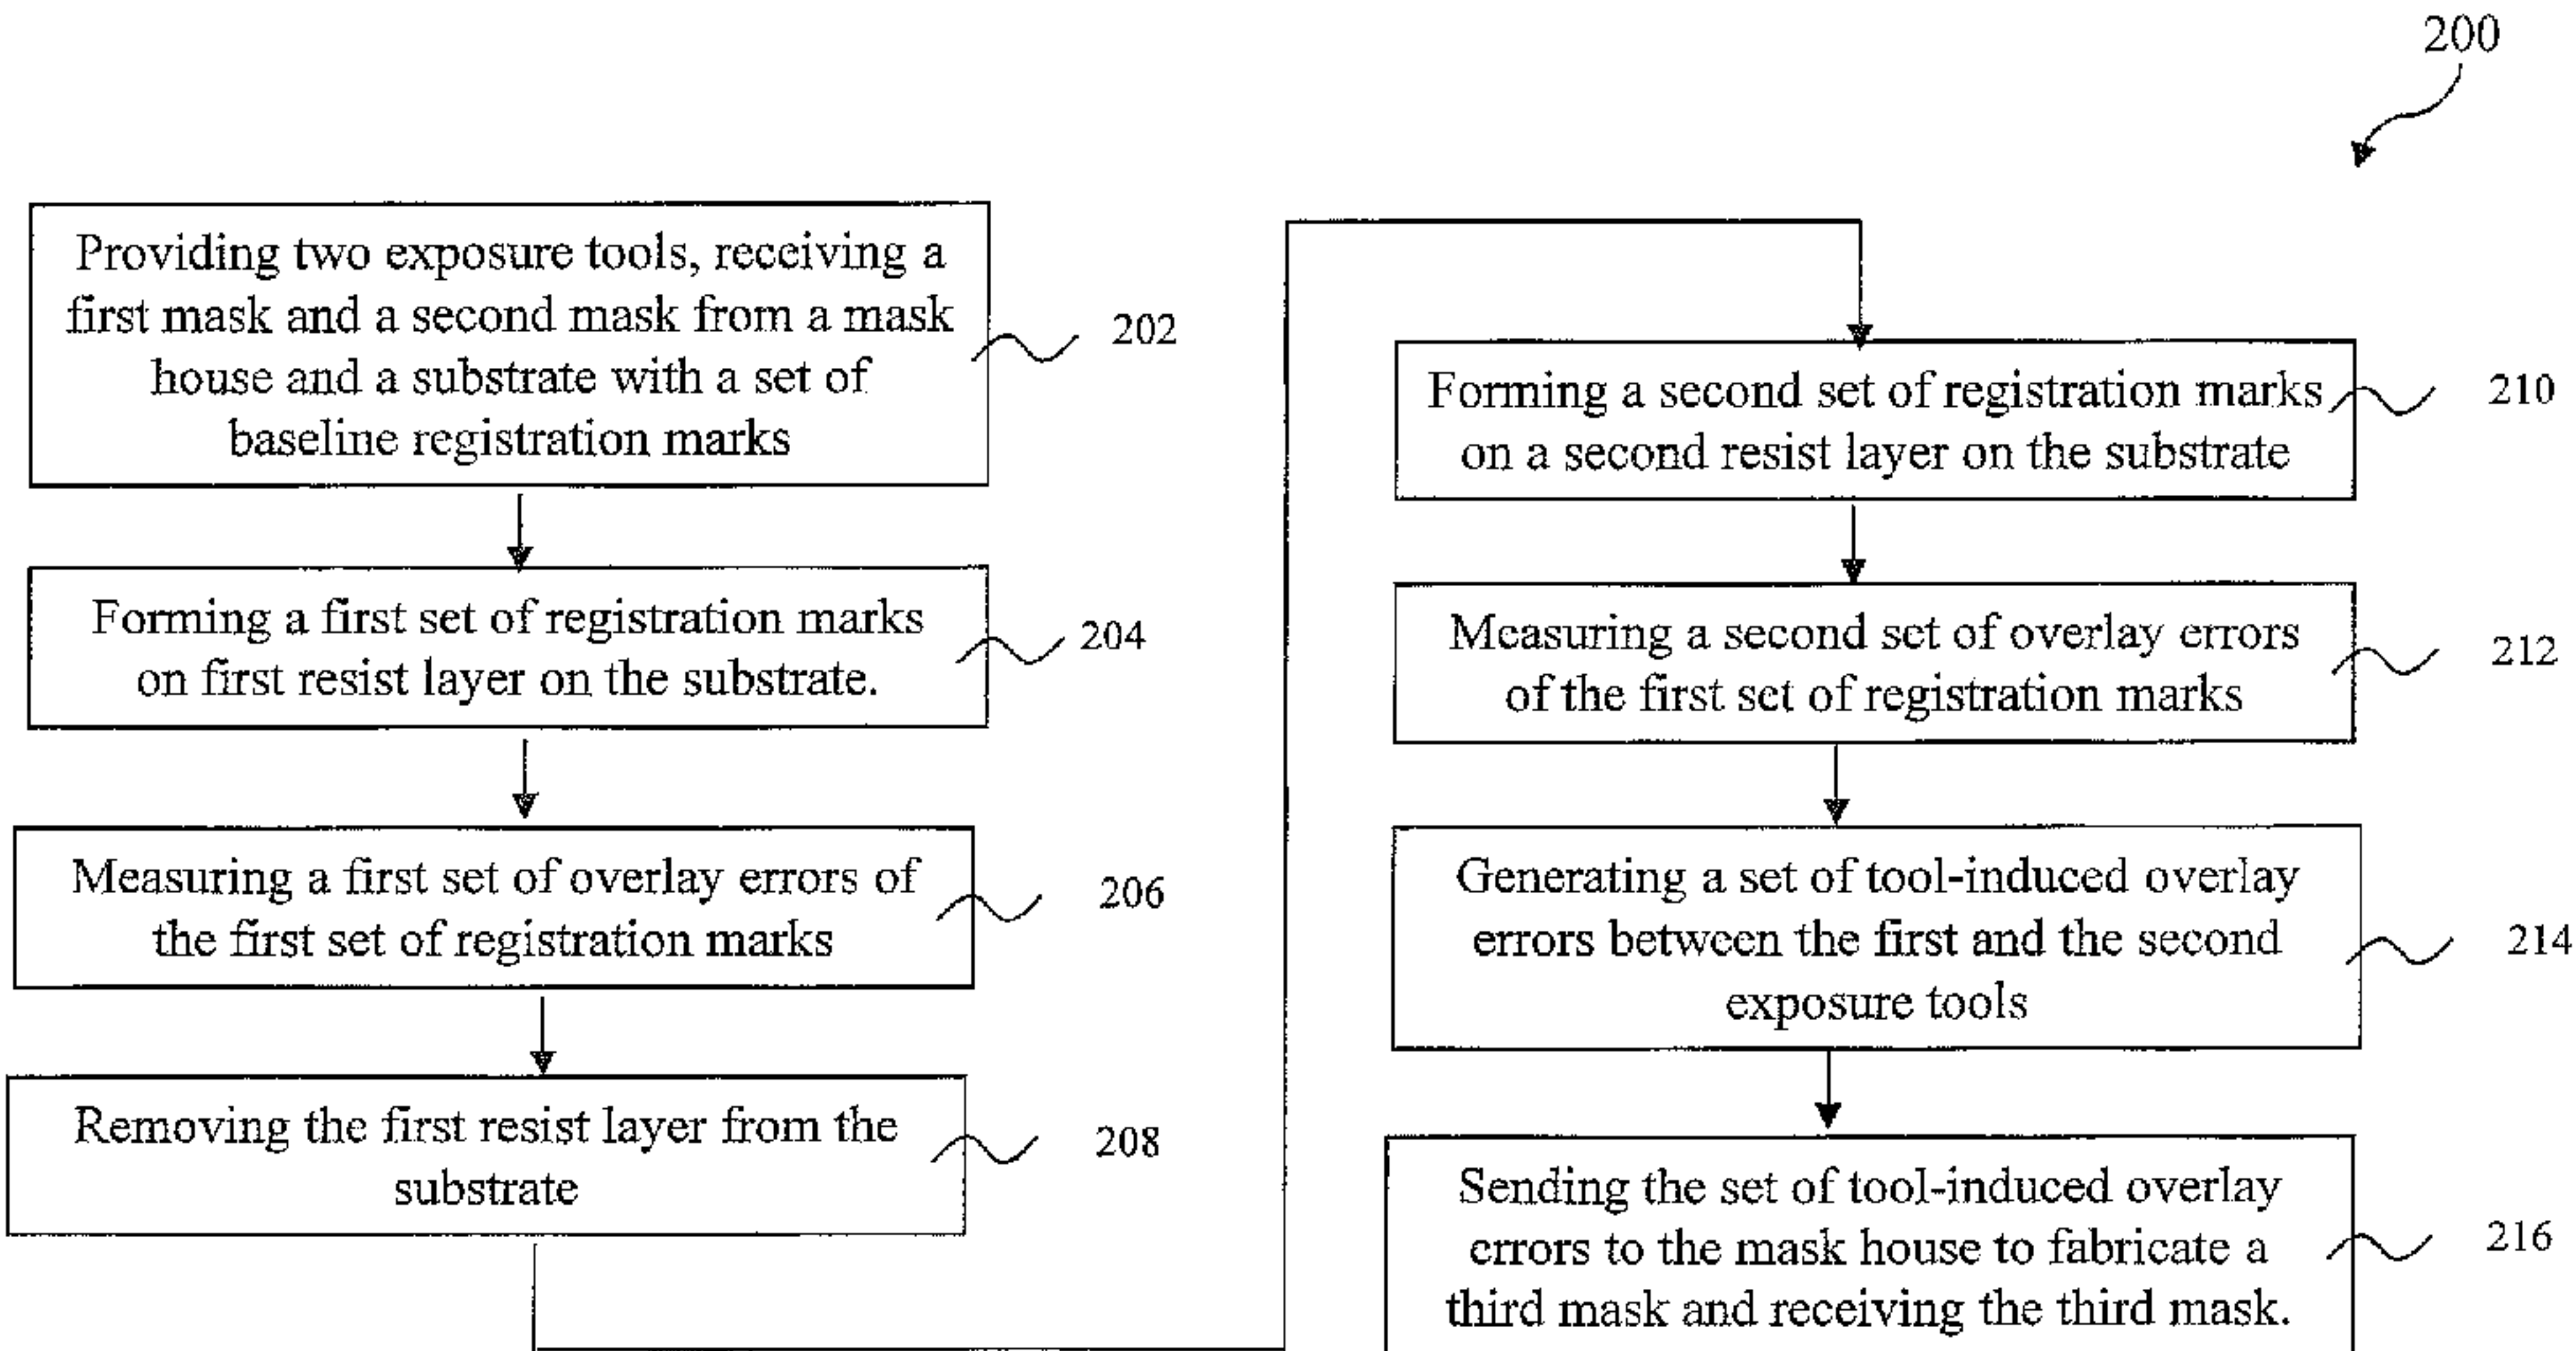 200
Providing two exposure tools, receiving a
first mask and a second mask from a mask
house and a substrate with a set of
baseline registration marks
202
Forming a first set of registration marks
on first resist layer on the substrate.
204
Measuring a first set of overlay errors of
the first set of registration marks
206
Removing the first resist layer from the
substrate
208
Forming a second set of registration marks
on a second resist layer on the substrate
210
Measuring a second set of overlay errors
of the first set of registration marks
212
Generating a set of tool-induced overlay
errors between the first and the second
exposure tools
214
Sending the set of tool-induced overlay
errors to the mask house to fabricate a
third mask and receiving the third mask.
216